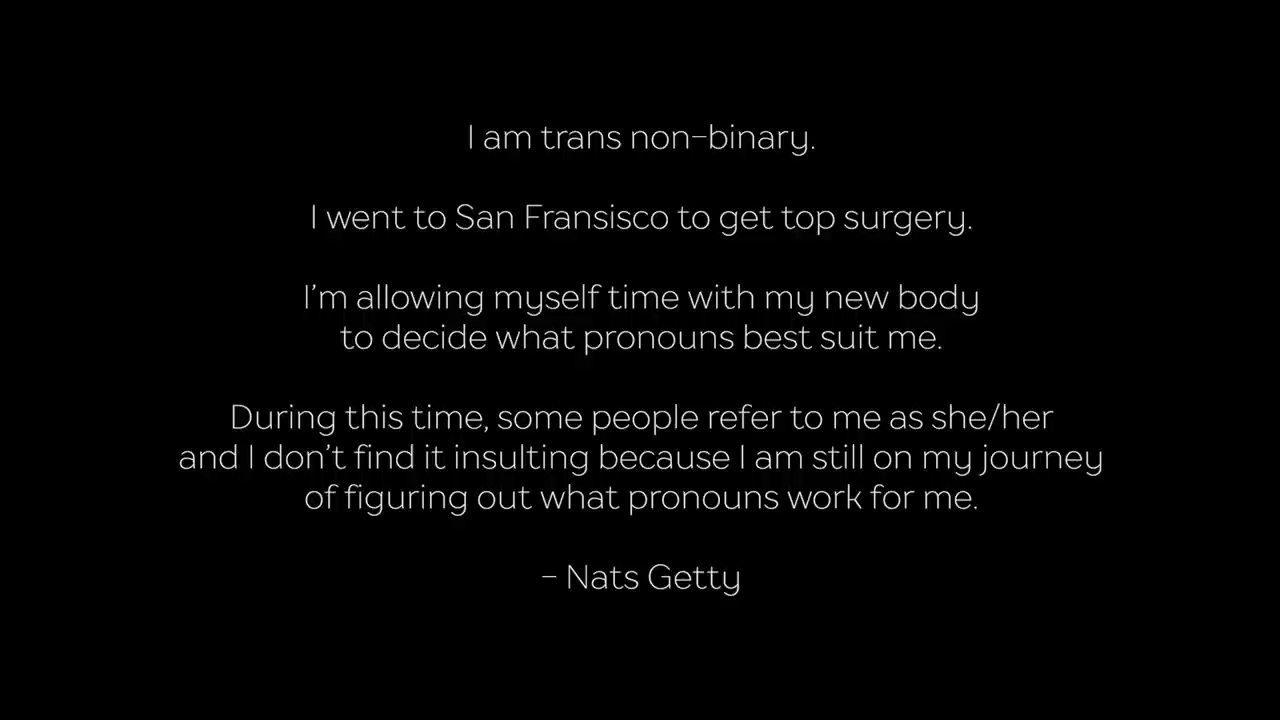 I am trans non-binary.
I went to San Fransisco to get top surgery.
I'm allowing myself time with my new body
to decide what pronouns best suit me.
During this time, some people refer to me as she/her
and I don't find it insulting because I am still on my journey
of figuring out what pronouns work for me.
- Nats Getty